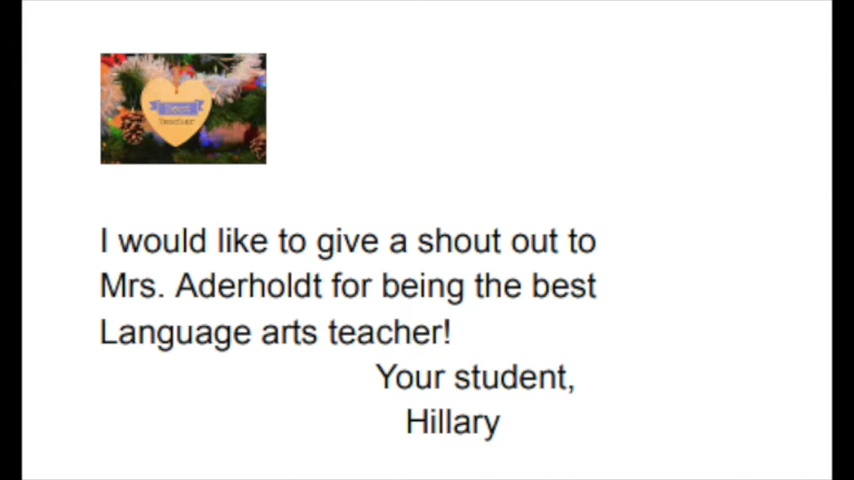 Best
Teacher
I would like to give a shout out to
Mrs. Aderholdt for being the best
Language arts teacher!
Your student,
Hillary